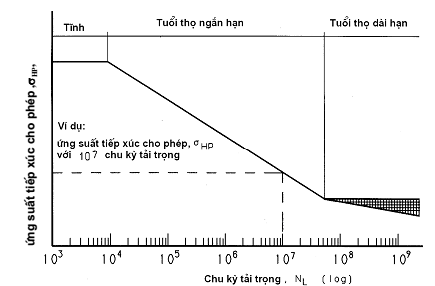 Tĩnh
Tuổi thọ ngắn hạn
Tuổi thọ dài hạn
ứng suất tiếp xúc cho phép ,σHP,
Ví dụ:
ứng suất tiếp xúc cho phép, σHP
với 10⁷ chu kỳ tải trọng
10³ 10⁴ 10⁵ 10⁶ 10⁷ 10⁸ 10⁹
Chu kỳ tải trọng , NL (log)